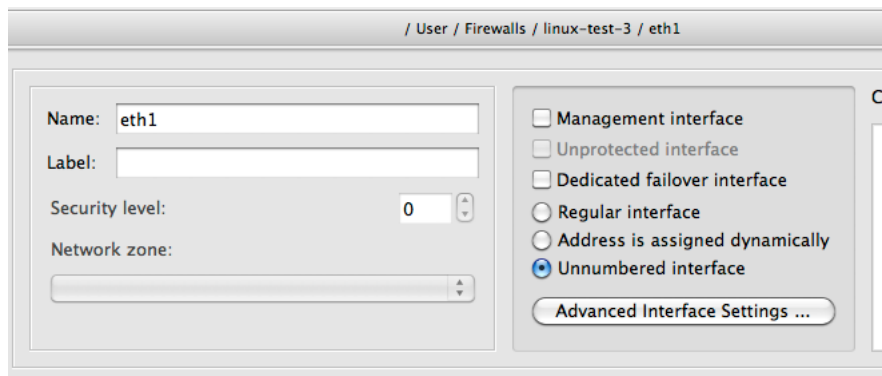 / User / Firewalls / linux-test-3 / eth1
Name: eth1
Label:
Security level: 0
Network zone:
Management interface
Unprotected interface
Dedicated failover interface
Regular interface
Address is assigned dynamically
Unnumbered interface
Advanced Interface Settings ...